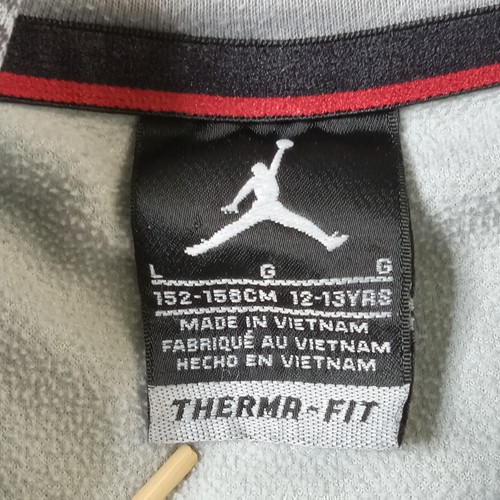 L G G
152-158CM 12-13YRS
MADE IN VIETNAM
FABRIQUÉ AU VIETNAM
HECHO EN VIETNAM
THERMA-FIT